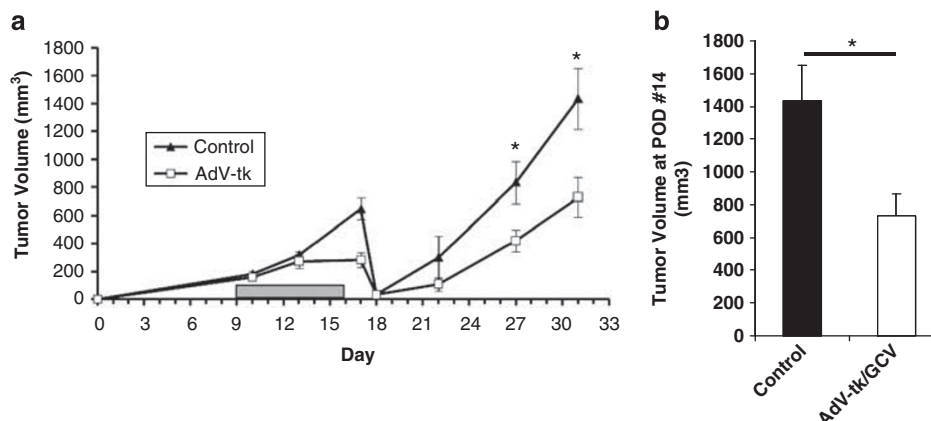 a
Tumor Volume (mm³)
1800
1600
1400
1200
1000
800
600
400
200
0
Control
AdV-tk
*
*
0 3 6 9 12 15 18 21 24 27 30 33
Day
b
Tumor Volume at POD #14
(mm3)
1800
1600
1400
1200
1000
800
600
400
200
0
*
Control
AdV-tk/GCV